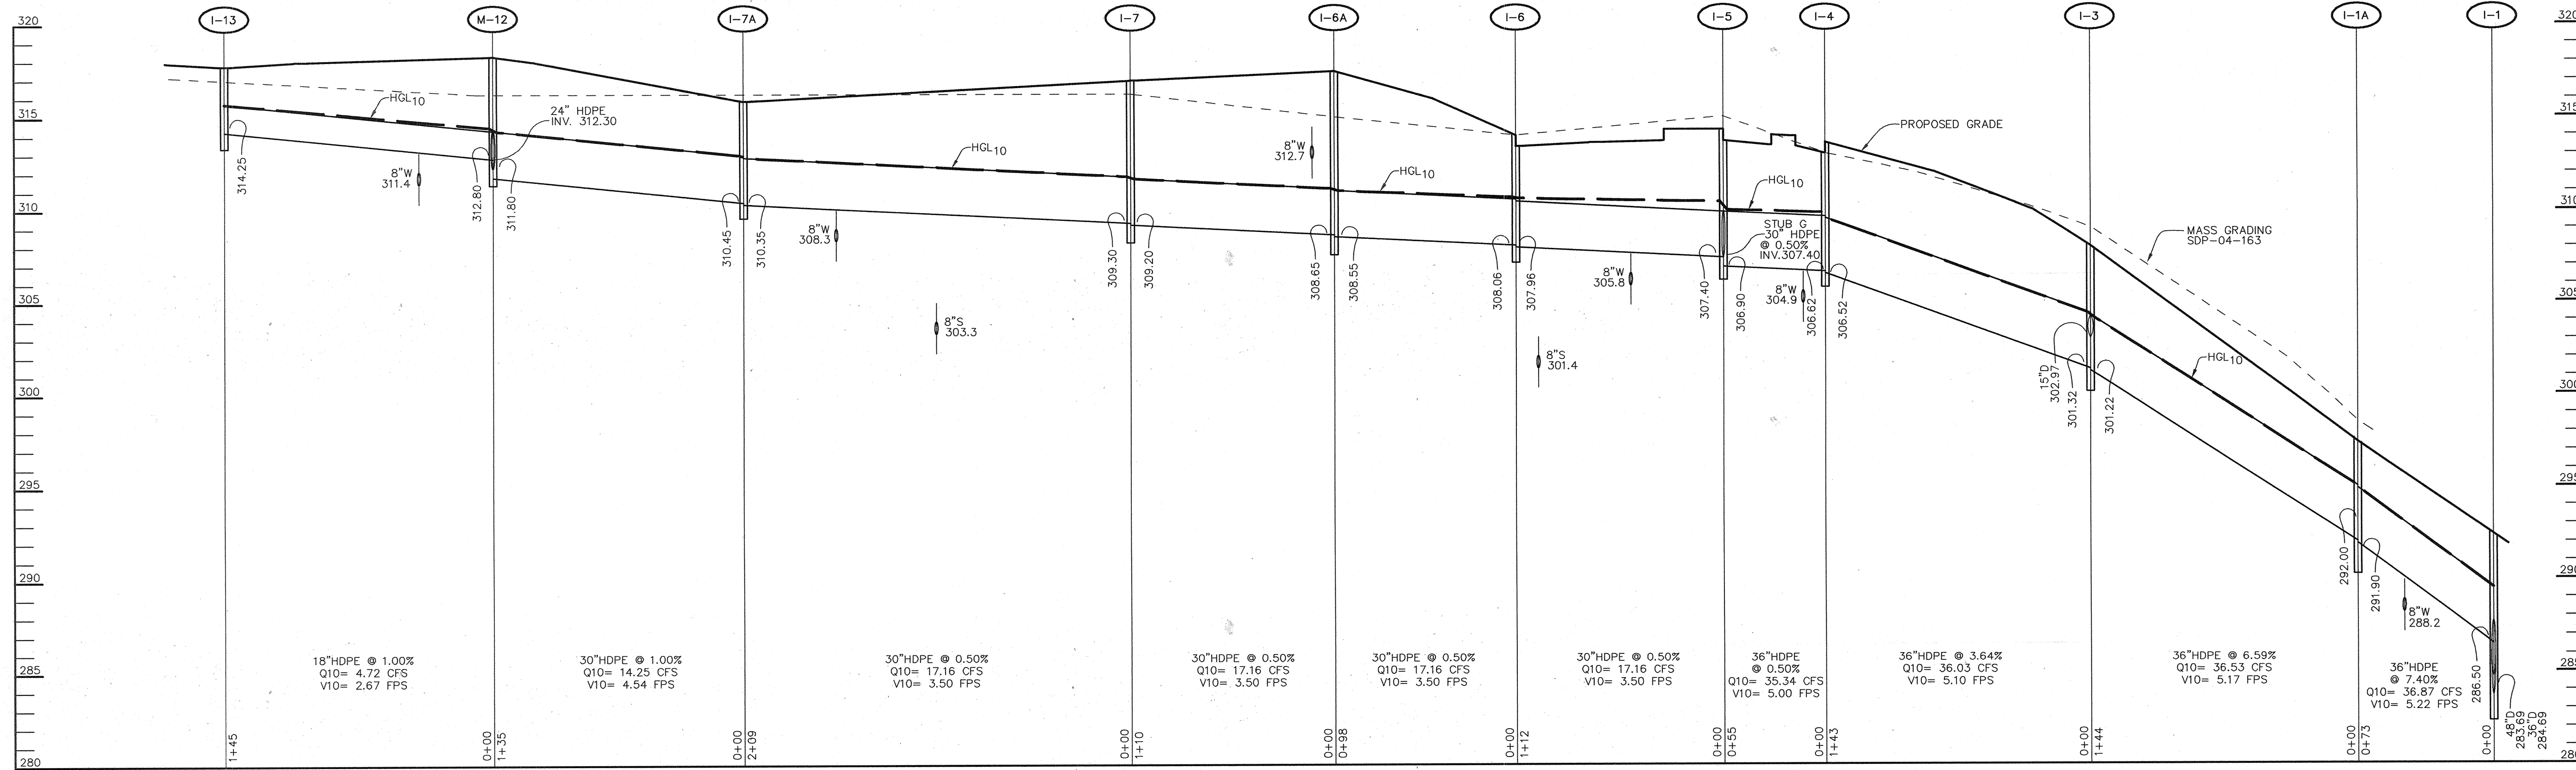 I-13
M-12
I-7A
I-7
I-6A
I-6
I-5
I-4
I-3
I-1A
I-1
320
315
310
305
300
295
290
285
280
HGL10
24" HDPE
INV. 312.30
314.25
8"W
311.4
312.80
311.80
310.45
310.35
8"W
308.3
HGL10
8"S
303.3
309.30
309.20
8"W
312.7
308.65
308.55
HGL10
308.06
307.96
8"S
301.4
8"W
305.8
307.40
306.90
HGL10
STUB G
30" HDPE
@ 0.50%
INV.307.40
8"W
304.9
306.62
306.52
PROPOSED GRADE
MASS GRADING
SDP-04-163
15"D
302.97
301.32
301.22
HGL10
292.00
291.90
8"W
288.2
286.50
48"D
283.69
36"D
284.69
18"HDPE @ 1.00%
Q10= 4.72 CFS
V10= 2.67 FPS
30"HDPE @ 1.00%
Q10= 14.25 CFS
V10= 4.54 FPS
30"HDPE @ 0.50%
Q10= 17.16 CFS
V10= 3.50 FPS
30"HDPE @ 0.50%
Q10= 17.16 CFS
V10= 3.50 FPS
30"HDPE @ 0.50%
Q10= 17.16 CFS
V10= 3.50 FPS
30"HDPE @ 0.50%
Q10= 17.16 CFS
V10= 3.50 FPS
36"HDPE
@ 0.50%
Q10= 35.34 CFS
V10= 5.00 FPS
36"HDPE @ 3.64%
Q10= 36.03 CFS
V10= 5.10 FPS
36"HDPE @ 6.59%
Q10= 36.53 CFS
V10= 5.17 FPS
36"HDPE
@ 7.40%
Q10= 36.87 CFS
V10= 5.22 FPS
1+45
0+00
1+35
0+00
2+09
0+00
1+10
0+00
0+98
0+00
1+12
0+00
0+55
0+00
1+43
0+00
1+44
0+00
0+73
0+00